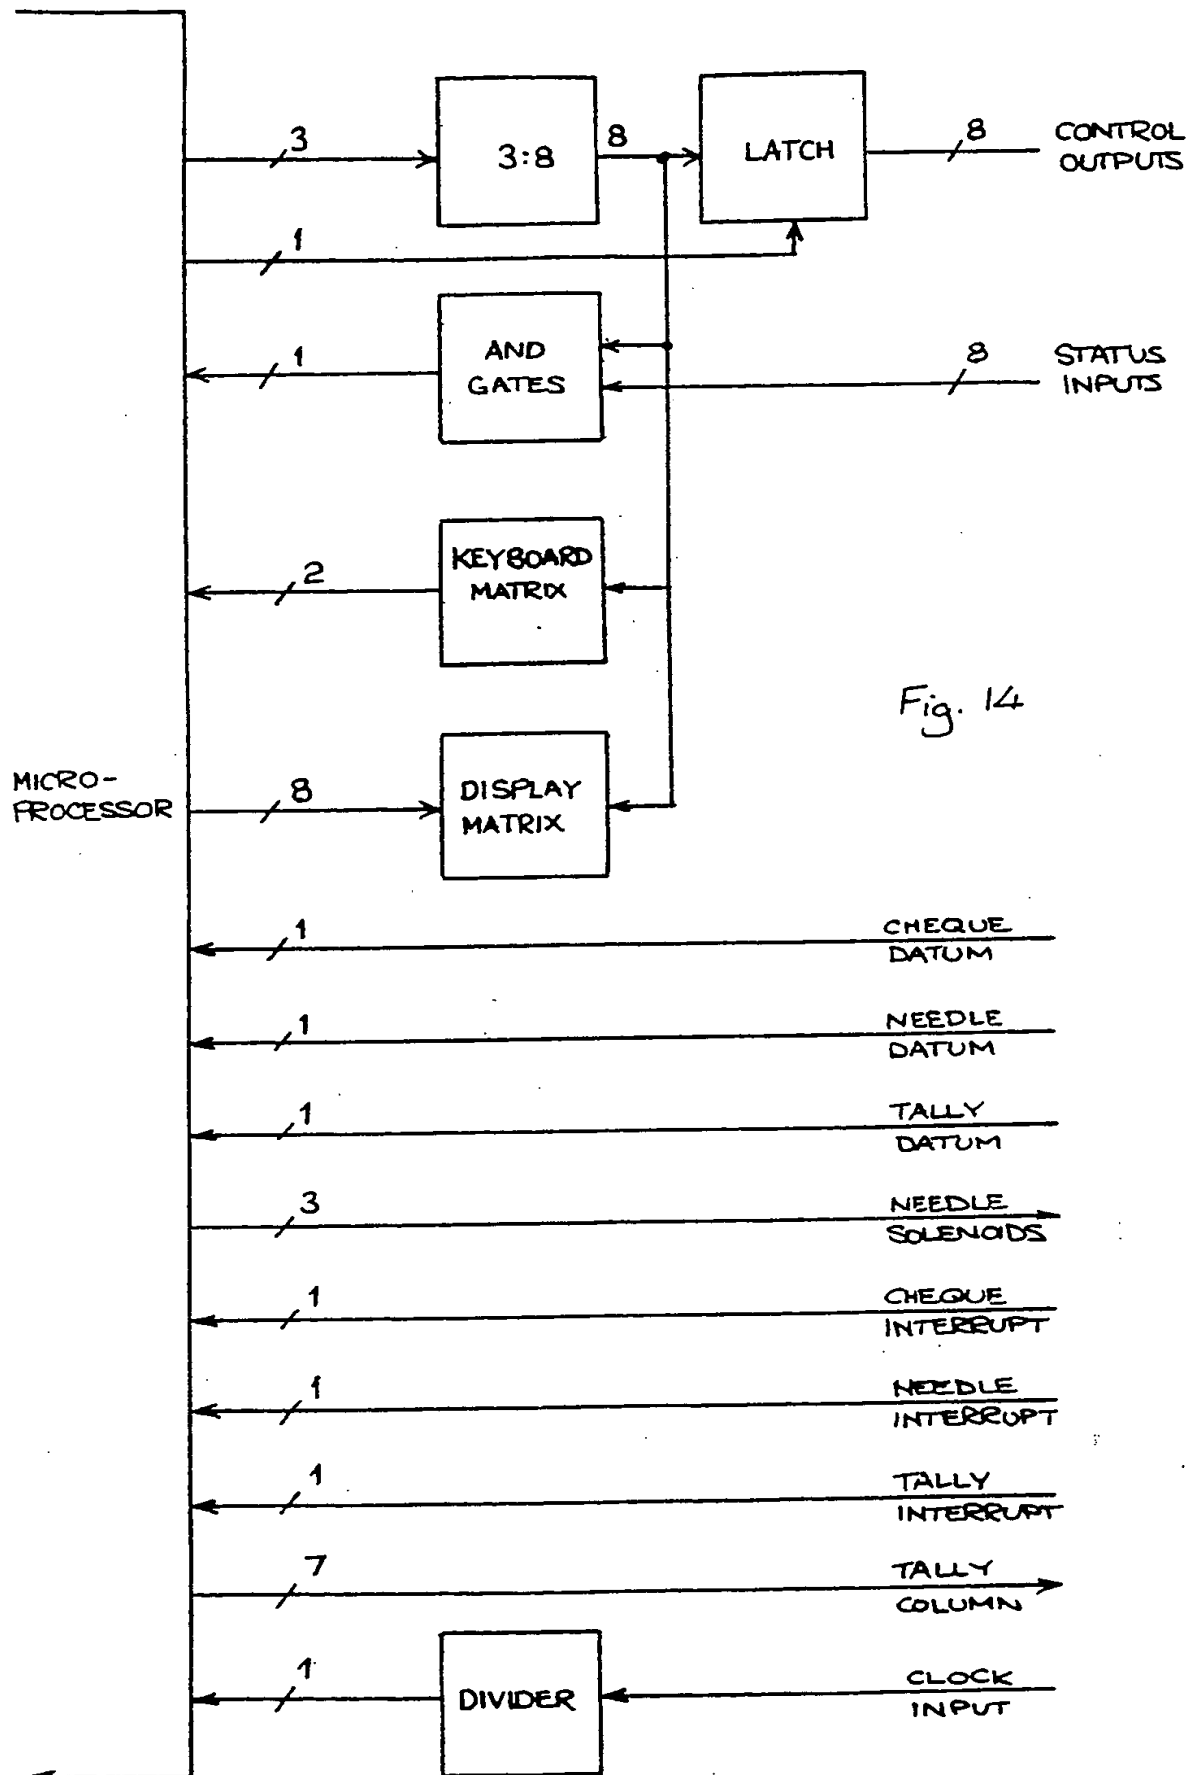 3
3:8
8
LATCH
8
CONTROL
OUTPUTS
1
1
AND
GATES
8
STATUS
INPUTS
2
KEYBOARD
MATRIX
Fig. 14
MICRO-
PROCESSOR
8
DISPLAY
MATRIX
1
CHEQUE
DATUM
1
NEEDLE
DATUM
1
TALLY
DATUM
3
NEEDLE
SOLENOIDS
1
CHEQUE
INTERRUPT
1
NEEDLE
INTERRUPT
1
TALLY
INTERRUPT
7
TALLY
COLUMN
1
DIVIDER
CLOCK
INPUT